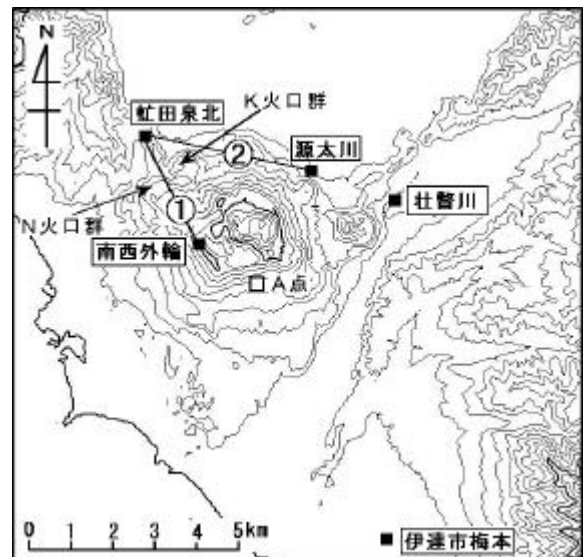 N
K火口群
虻田泉北
②
源太川
壮瞥川
①
N火口群
南西外輪
A点
0 1 2 3 4 5km
伊達市梅本